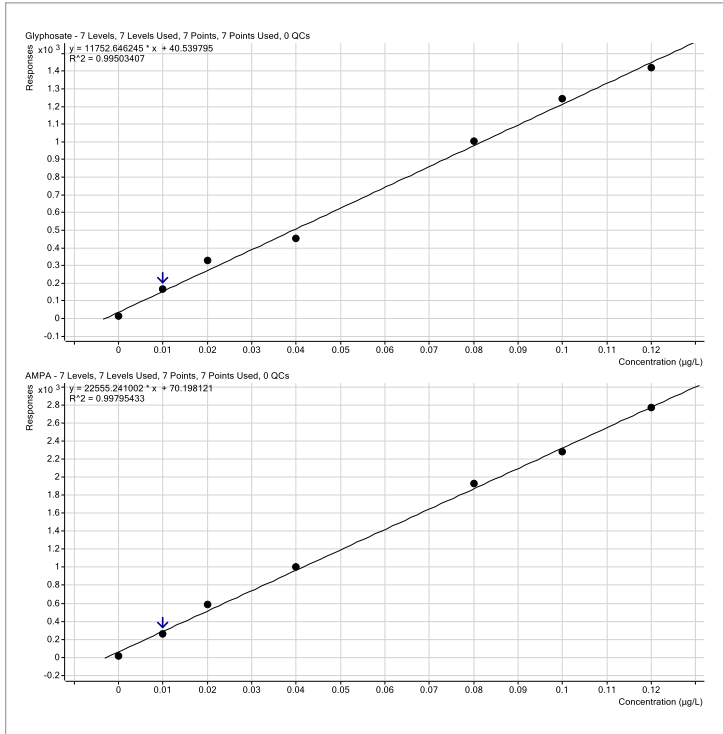 Glyphosate - 7 Levels, 7 Levels Used, 7 Points, 7 Points Used, 0 QCs
Responses
x10 3
y = 11752.646245 * x + 40.539795
R^2 = 0.99503407
1.4
1.3
1.2
1.1
1
0.9
0.8
0.7
0.6
0.5
0.4
0.3
0.2
0.1
0
-0.1
0 0.01 0.02 0.03 0.04 0.05 0.06 0.07 0.08 0.09 0.1 0.11 0.12
Concentration (µg/L)
AMPA - 7 Levels, 7 Levels Used, 7 Points, 7 Points Used, 0 QCs
Responses
x10 3
y = 22555.241002 * x + 70.198121
R^2 = 0.99795433
2.8
2.6
2.4
2.2
2
1.8
1.6
1.4
1.2
1
0.8
0.6
0.4
0.2
0
-0.2
0 0.01 0.02 0.03 0.04 0.05 0.06 0.07 0.08 0.09 0.1 0.11 0.12
Concentration (µg/L)